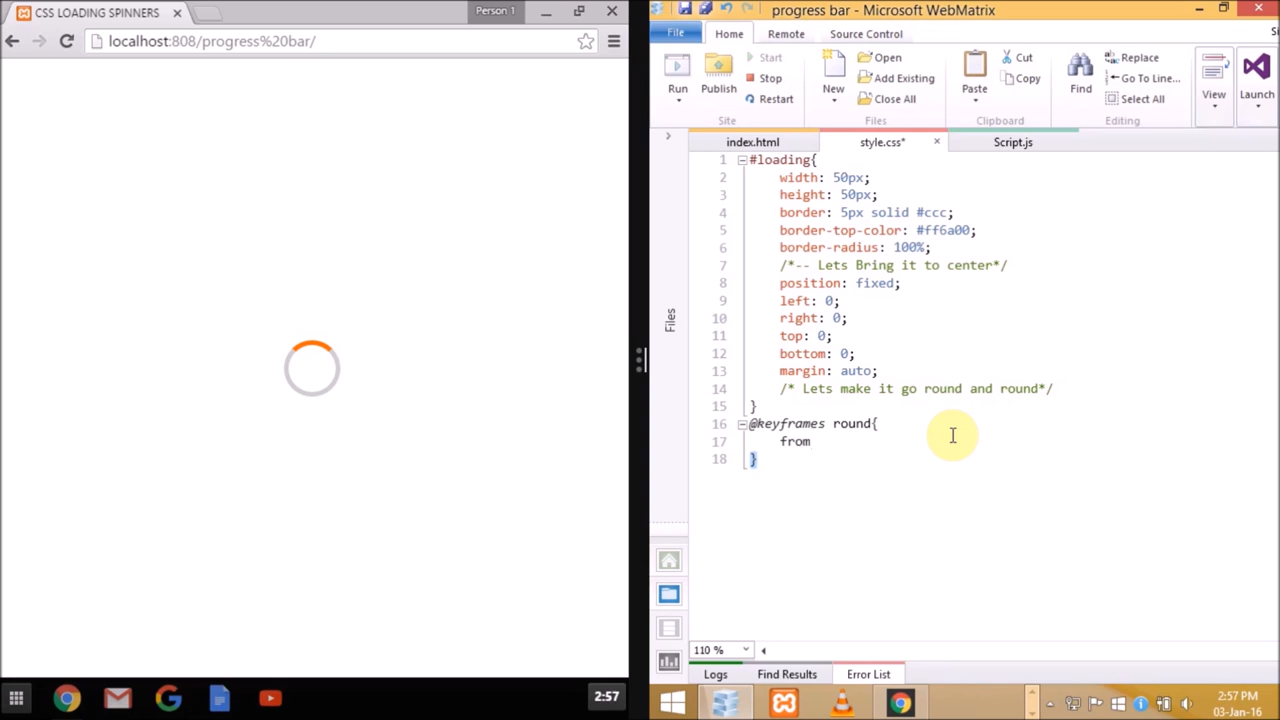 CSS LOADING SPINNERS
Person 1
localhost:808/progress%20bar/
2:57
progress bar - Microsoft WebMatrix
File
Home
Remote
Source Control
Run
Publish
Start
Stop
Restart
Site
New
Open
Add Existing
Close All
Files
Paste
Cut
Copy
Clipboard
Find
Replace
Go To Line...
Select All
Editing
View
Launch
index.html
style.css*
Script.js
Files
1 #loading{
2 width: 50px;
3 height: 50px;
4 border: 5px solid #ccc;
5 border-top-color: #ff6a00;
6 border-radius: 100%;
7 /*-- Lets Bring it to center*/
8 position: fixed;
9 left: 0;
10 right: 0;
11 top: 0;
12 bottom: 0;
13 margin: auto;
14 /* Lets make it go round and round*/
15 }
16 @keyframes round{
17 from
18 }
110 %
Logs
Find Results
Error List
2:57 PM
03-Jan-16